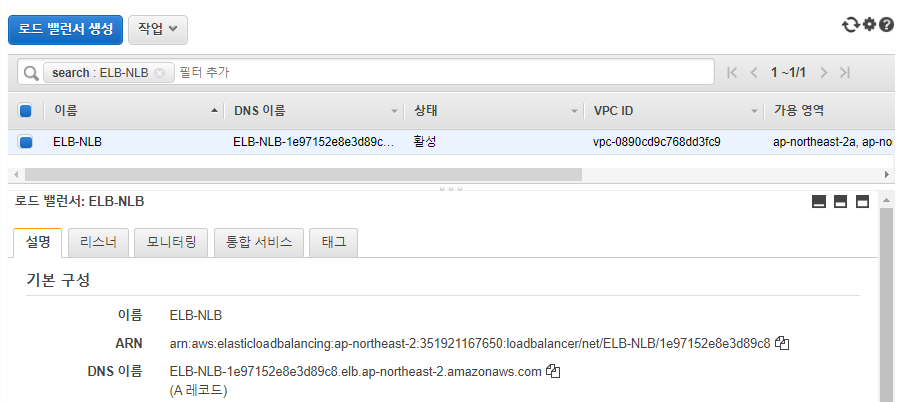 로드 밸런서 생성 작업
search : ELB-NLB 필터 추가 1 ~1/1
이름 DNS 이름 상태 VPC ID 가용 영역
ELB-NLB ELB-NLB-1e97152e8e3d89c... 활성 vpc-0890cd9c768dd3fc9 ap-northeast-2a, ap-no
로드 밸런서: ELB-NLB
설명 리스너 모니터링 통합 서비스 태그
기본 구성
이름 ELB-NLB
ARN arn:aws:elasticloadbalancing:ap-northeast-2:351921167650:loadbalancer/net/ELB-NLB/1e97152e8e3d89c8
DNS 이름 ELB-NLB-1e97152e8e3d89c8.elb.ap-northeast-2.amazonaws.com
(A 레코드)